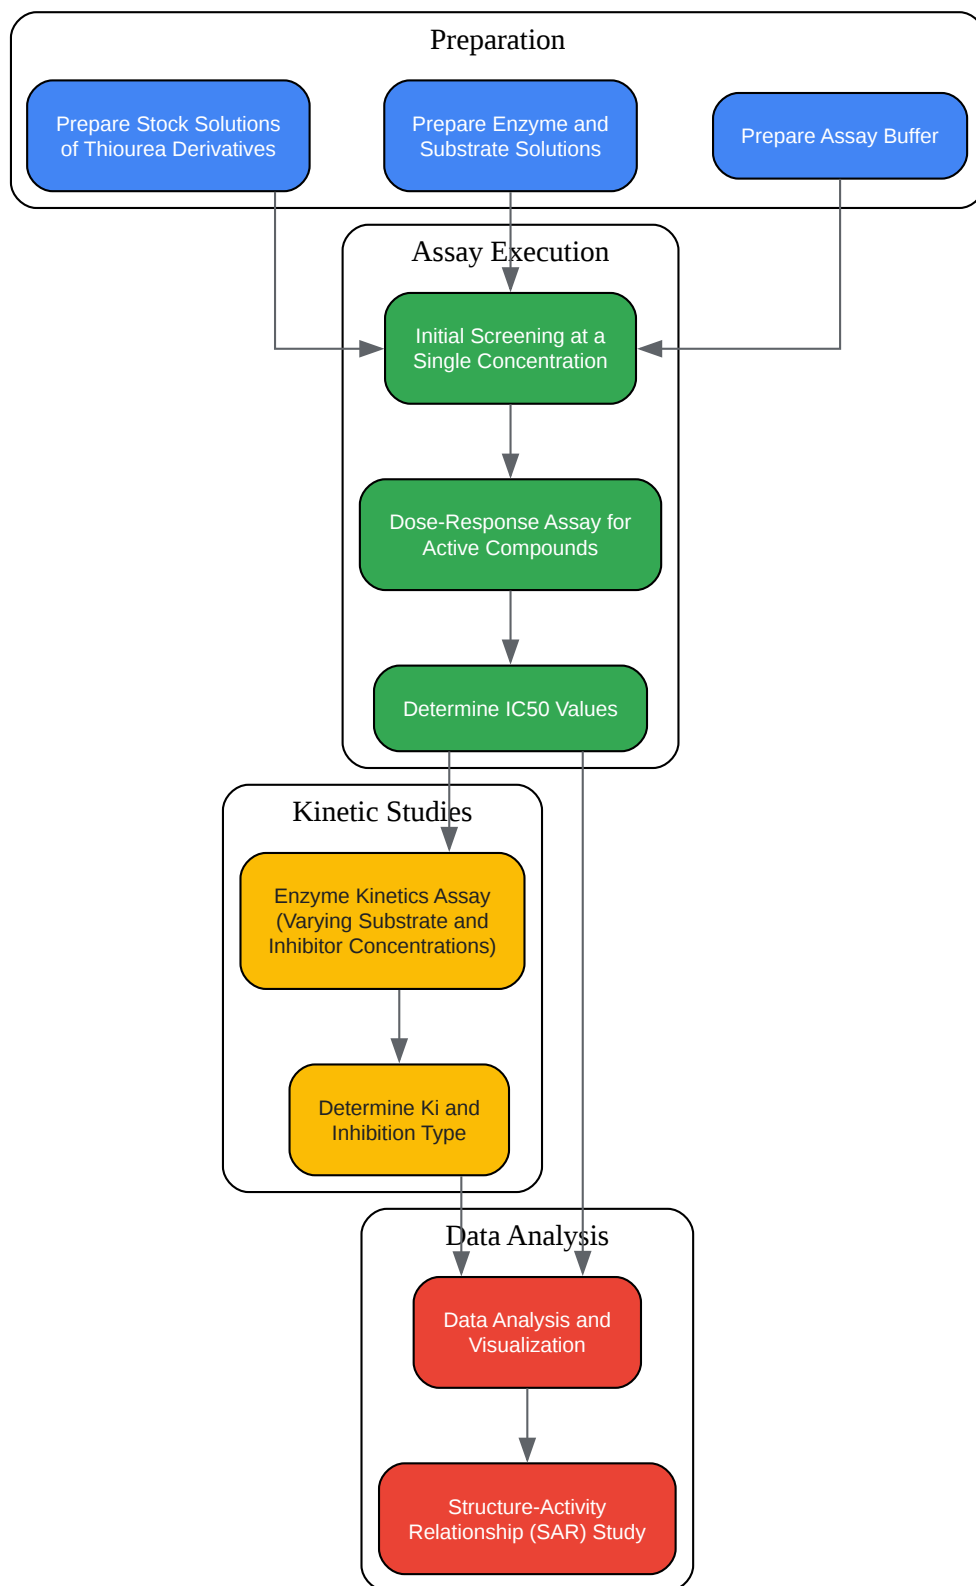 Preparation
Prepare Stock Solutions
of Thiourea Derivatives
Prepare Enzyme and
Substrate Solutions
Prepare Assay Buffer
Assay Execution
Initial Screening at a
Single Concentration
Dose-Response Assay for
Active Compounds
Determine IC50 Values
Kinetic Studies
Enzyme Kinetics Assay
(Varying Substrate and
Inhibitor Concentrations)
Determine Ki and
Inhibition Type
Data Analysis
Data Analysis and
Visualization
Structure-Activity
Relationship (SAR) Study